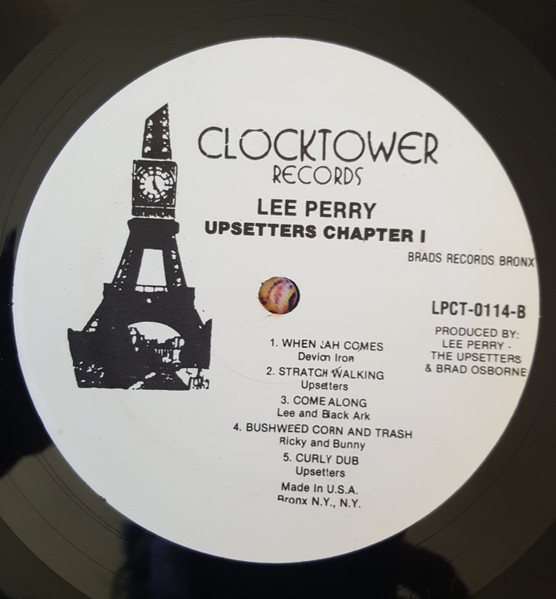 CLOCKTOWER
RECORDS
LEE PERRY
UPSETTERS CHAPTER I
BRADS RECORDS BRONX
LPCT-0114-B
PRODUCED BY:
LEE PERRY -
THE UPSETTERS
& BRAD OSBORNE
1. WHEN JAH COMES
Devion Iron
2. STRATCH WALKING
Upsetters
3. COME ALONG
Lee and Black Ark
4. BUSHWEED CORN AND TRASH
Ricky and Bunny
5. CURLY DUB
Upsetters
Made In U.S.A.
Bronx N.Y., N.Y.